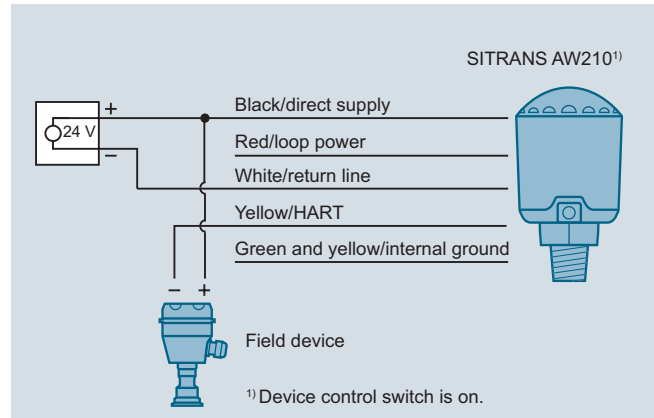 SITRANS AW210¹⁾
+
Black/direct supply
24 V
Red/loop power
–
White/return line
Yellow/HART
Green and yellow/internal ground
– +
Field device
¹⁾ Device control switch is on.